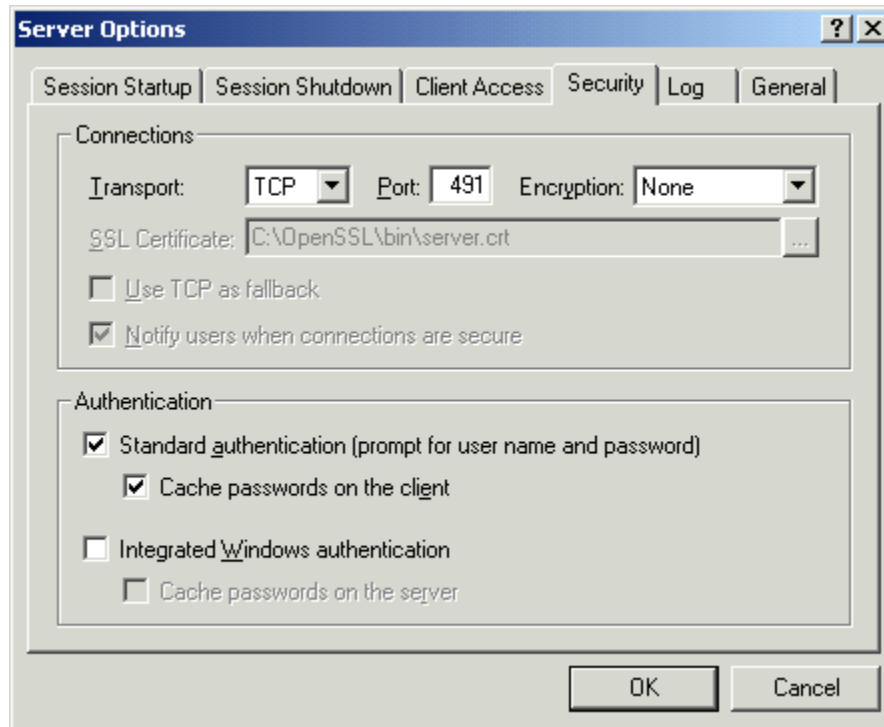 Server Options
Session Startup Session Shutdown Client Access Security Log General
Connections
Transport: TCP Port: 491 Encryption: None
SSL Certificate: C:\OpenSSL\bin\server.crt ...
Use TCP as fallback
Notify users when connections are secure
Authentication
Standard authentication (prompt for user name and password)
Cache passwords on the client
Integrated Windows authentication
Cache passwords on the server
OK Cancel